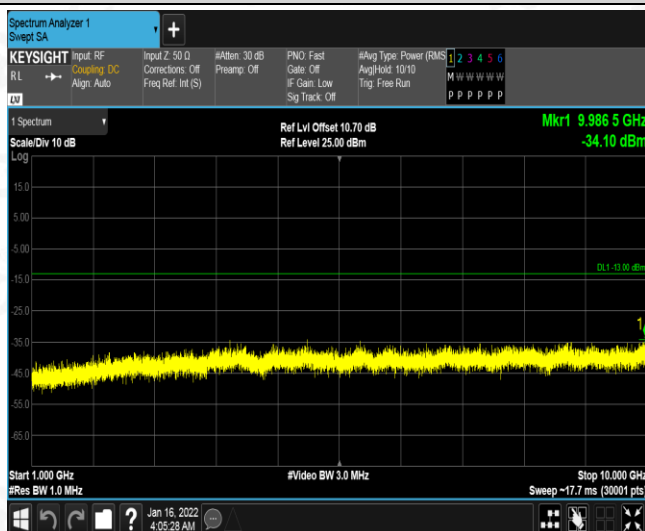 Spectrum Analyzer 1
Swept SA
+
KEYSIGHT
RL
Input: RF
Coupling: DC
Align: Auto
Input Z: 50 Ω
Corrections: Off
Freq Ref: Int (S)
#Atten: 30 dB
Preamp: Off
PNO: Fast
Gate: Off
IF Gain: Low
Sig Track: Off
#Avg Type: Power (RMS
Avg|Hold: 10/10
Trig: Free Run
1 2 3 4 5 6
M W W W W W
P P P P P P
LXI
1 Spectrum
Scale/Div 10 dB
Log
Ref Lvl Offset 10.70 dB
Ref Level 25.00 dBm
Mkr1 9.986 5 GHz
-34.10 dBm
15.0
5.00
-5.00
DL1 -13.00 dBm
-15.0
-25.0
1
-35.0
-45.0
-55.0
-65.0
Start 1.000 GHz
#Res BW 1.0 MHz
#Video BW 3.0 MHz
Stop 10.000 GHz
Sweep ~17.7 ms (30001 pts)
?
Jan 16, 2022
4:05:28 AM